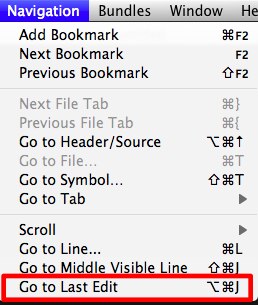 Navigation Bundles Window He
Add Bookmark ⌘F2
Next Bookmark F2
Previous Bookmark ⇧F2
Next File Tab ⌘}
Previous File Tab ⌘{
Go to Header/Source ⌥⌘↑
Go to File... ⌘T
Go to Symbol... ⇧⌘T
Go to Tab ▶
Scroll ▶
Go to Line... ⌘L
Go to Middle Visible Line ⇧⌘J
Go to Last Edit ⌥⌘J